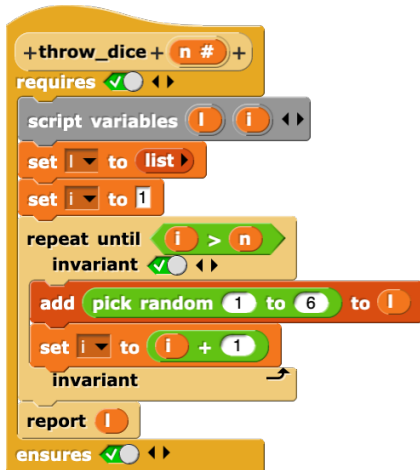 +throw_dice+ n # +
requires
script variables l i
set l to list
set i to 1
repeat until i > n
invariant
add pick random 1 to 6 to l
set i to i + 1
invariant
report l
ensures